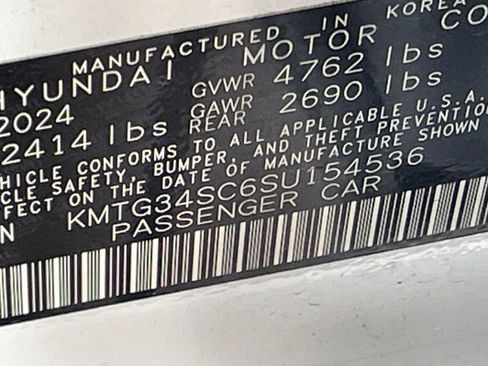 MANUFACTURED IN KOREA
HYUNDAI MOTOR CO
2024 GVWR 4762 lbs
2414 lbs GAWR REAR 2690 lbs
HICLE CONFORMS TO ALL APPLICABLE U.S.A.
CLE SAFETY, BUMPER, AND THEFT PREVENTION
FFECT ON THE DATE OF MANUFACTURE SHOWN
N KMTG34SC6SU154536
PASSENGER CAR